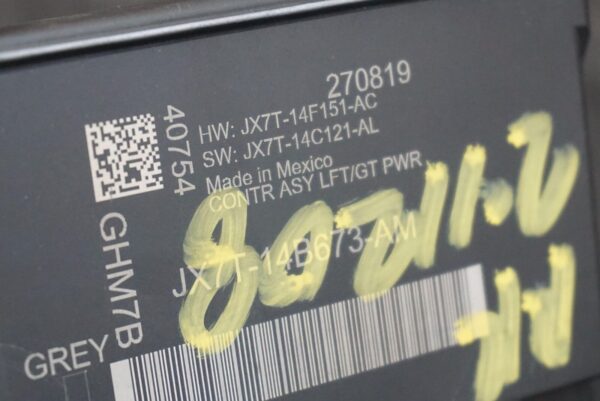 270819
40754
HW: JX7T-14F151-AC
SW: JX7T-14C121-AL
Made in Mexico
CONTR ASY LFT/GT PWR
JX7T-14B673-AM
GHM7B
GREY